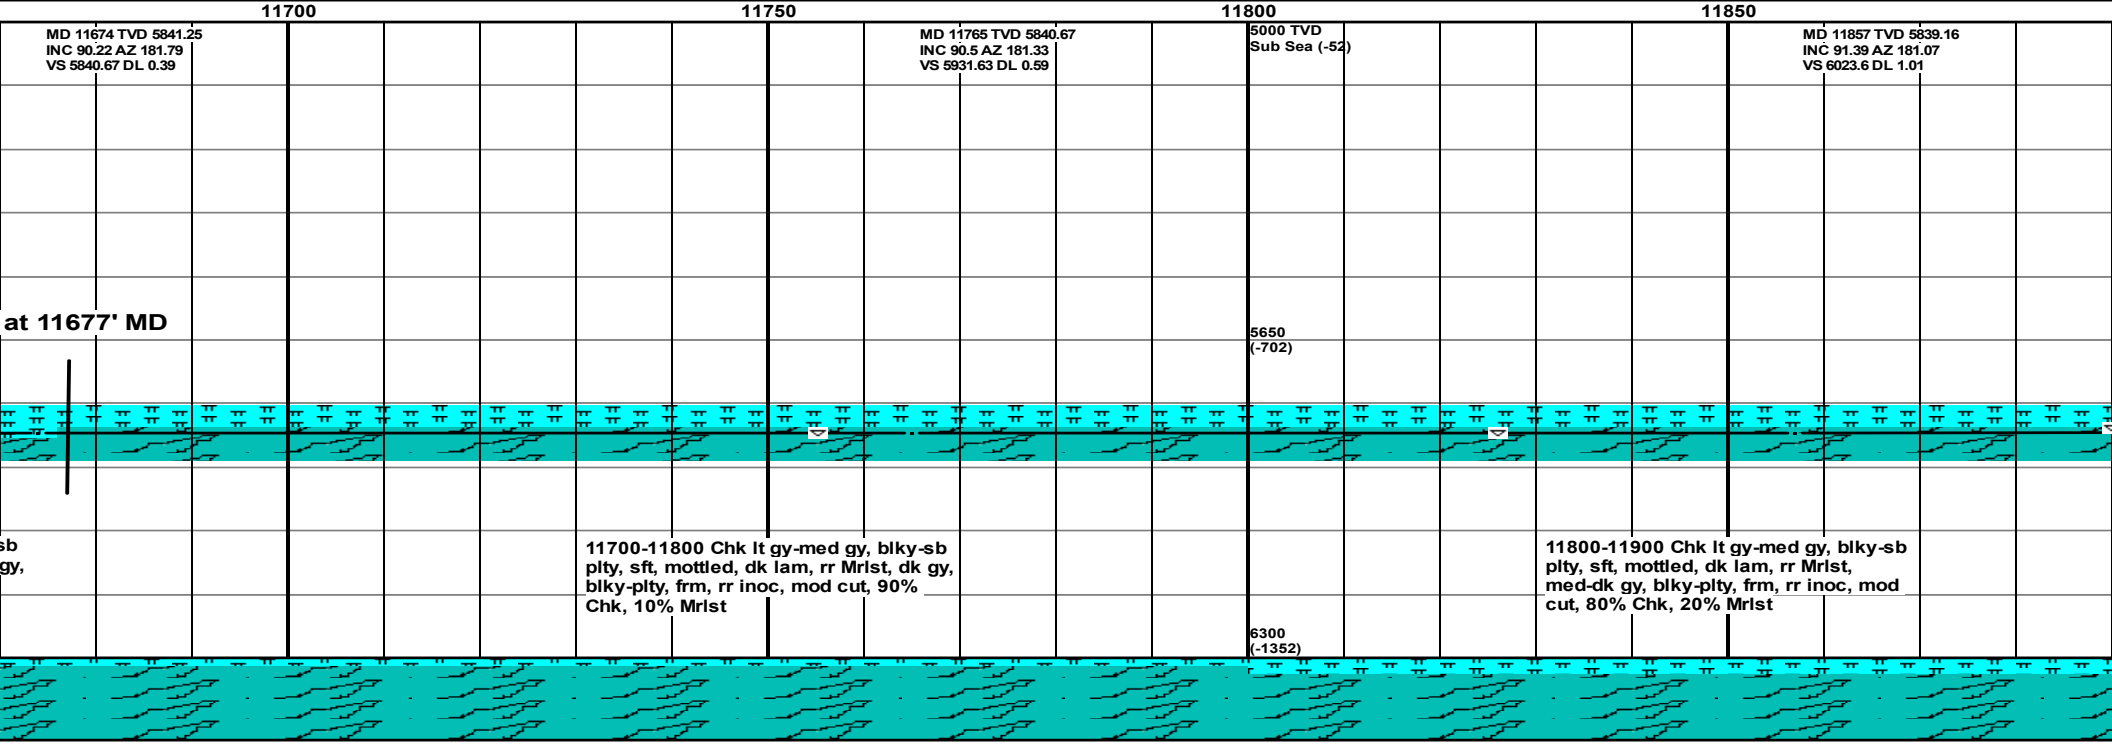 11700
11750
11800
11850
MD 11674 TVD 5841.25
INC 90.22 AZ 181.79
VS 5840.67 DL 0.39
MD 11765 TVD 5840.67
INC 90.5 AZ 181.33
VS 5931.63 DL 0.59
5000 TVD
Sub Sea (-52)
MD 11857 TVD 5839.16
INC 91.39 AZ 181.07
VS 6023.6 DL 1.01
at 11677' MD
5650
(-702)
sb
gy,
11700-11800 Chk lt gy-med gy, blky-sb
plty, sft, mottled, dk lam, rr Mrlst, dk gy,
blky-plty, frm, rr inoc, mod cut, 90%
Chk, 10% Mrlst
11800-11900 Chk lt gy-med gy, blky-sb
plty, sft, mottled, dk lam, rr Mrlst,
med-dk gy, blky-plty, frm, rr inoc, mod
cut, 80% Chk, 20% Mrlst
6300
(-1352)